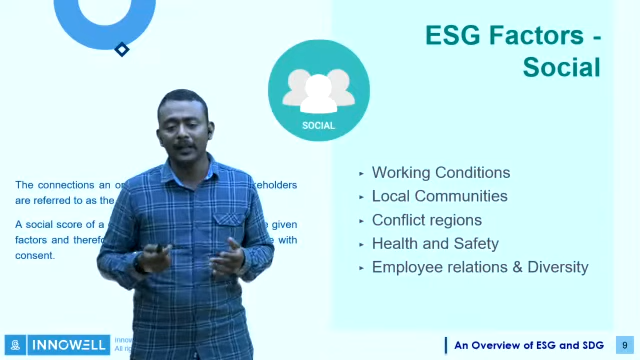 ESG Factors -
Social
SOCIAL
The connections an
keholders
are referred to as the
A social score of a
given
factors and
with
consent.
▸ Working Conditions
▸ Local Communities
▸ Conflict regions
▸ Health and Safety
▸ Employee relations & Diversity
INNOWELL
An Overview of ESG and SDG
9